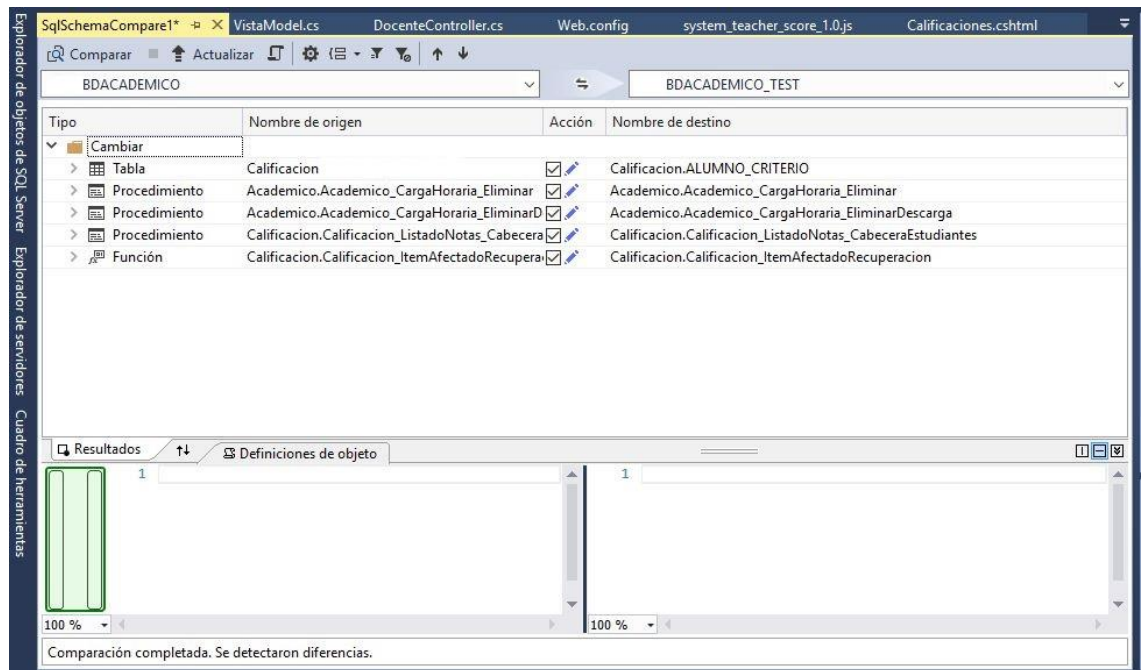 SqlSchemaCompare1* VistaModel.cs DocenteController.cs Web.config system_teacher_score_1.0.js Calificaciones.cshtml
Comparar Actualizar
BDACADEMICO BDACADEMICO_TEST
Tipo Nombre de origen Acción Nombre de destino
Cambiar
Tabla Calificacion Calificacion.ALUMNO_CRITERIO
Procedimiento Academico.Academico_CargaHoraria_Eliminar Academico.Academico_CargaHoraria_Eliminar
Procedimiento Academico.Academico_CargaHoraria_EliminarD Academico.Academico_CargaHoraria_EliminarDescarga
Procedimiento Calificacion.Calificacion_ListadoNotas_Cabecera Calificacion.Calificacion_ListadoNotas_CabeceraEstudiantes
Función Calificacion.Calificacion_ItemAfectadoRecupera Calificacion.Calificacion_ItemAfectadoRecuperacion
Resultados Definiciones de objeto
1 1
100 % 100 %
Comparación completada. Se detectaron diferencias.
Explorador de objetos de SQL Server
Explorador de servidores
Cuadro de herramientas